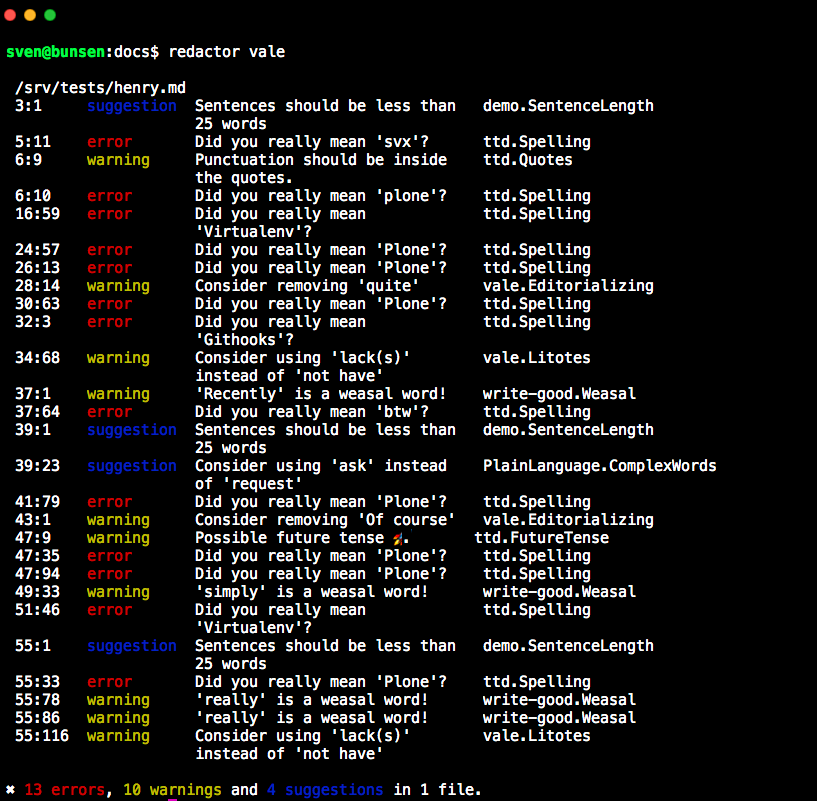 sven@bunsen:docs$ redactor vale
/srv/tests/henry.md
3:1 suggestion Sentences should be less than demo.SentenceLength
25 words
5:11 error Did you really mean 'svx'? ttd.Spelling
6:9 warning Punctuation should be inside ttd.Quotes
the quotes.
6:10 error Did you really mean 'plone'? ttd.Spelling
16:59 error Did you really mean ttd.Spelling
'Virtualenv'?
24:57 error Did you really mean 'Plone'? ttd.Spelling
26:13 error Did you really mean 'Plone'? ttd.Spelling
28:14 warning Consider removing 'quite' vale.Editorializing
30:63 error Did you really mean 'Plone'? ttd.Spelling
32:3 error Did you really mean ttd.Spelling
'Githooks'?
34:68 warning Consider using 'lack(s)' vale.Litotes
instead of 'not have'
37:1 warning 'Recently' is a weasal word! write-good.Weasal
37:64 error Did you really mean 'btw'? ttd.Spelling
39:1 suggestion Sentences should be less than demo.SentenceLength
25 words
39:23 suggestion Consider using 'ask' instead PlainLanguage.ComplexWords
of 'request'
41:79 error Did you really mean 'Plone'? ttd.Spelling
43:1 warning Consider removing 'Of course' vale.Editorializing
47:9 warning Possible future tense 🚀. ttd.FutureTense
47:35 error Did you really mean 'Plone'? ttd.Spelling
47:94 error Did you really mean 'Plone'? ttd.Spelling
49:33 warning 'simply' is a weasal word! write-good.Weasal
51:46 error Did you really mean ttd.Spelling
'Virtualenv'?
55:1 suggestion Sentences should be less than demo.SentenceLength
25 words
55:33 error Did you really mean 'Plone'? ttd.Spelling
55:78 warning 'really' is a weasal word! write-good.Weasal
55:86 warning 'really' is a weasal word! write-good.Weasal
55:116 warning Consider using 'lack(s)' vale.Litotes
instead of 'not have'
✖ 13 errors, 10 warnings and 4 suggestions in 1 file.